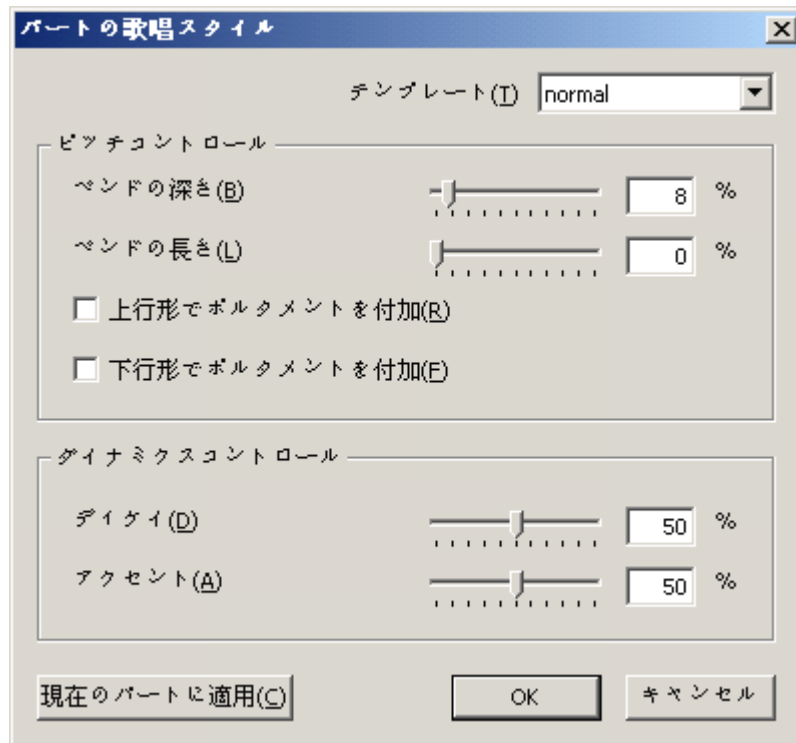 パートの歌唱スタイル
テンプレート(T) normal
ピッチコントロール
ベンドの深さ(B) 8 %
ベンドの長さ(L) 0 %
上行形でポルタメントを付加(R)
下行形でポルタメントを付加(F)
ダイナミクスコントロール
ディケイ(D) 50 %
アクセント(A) 50 %
現在のパートに適用(C) OK キャンセル